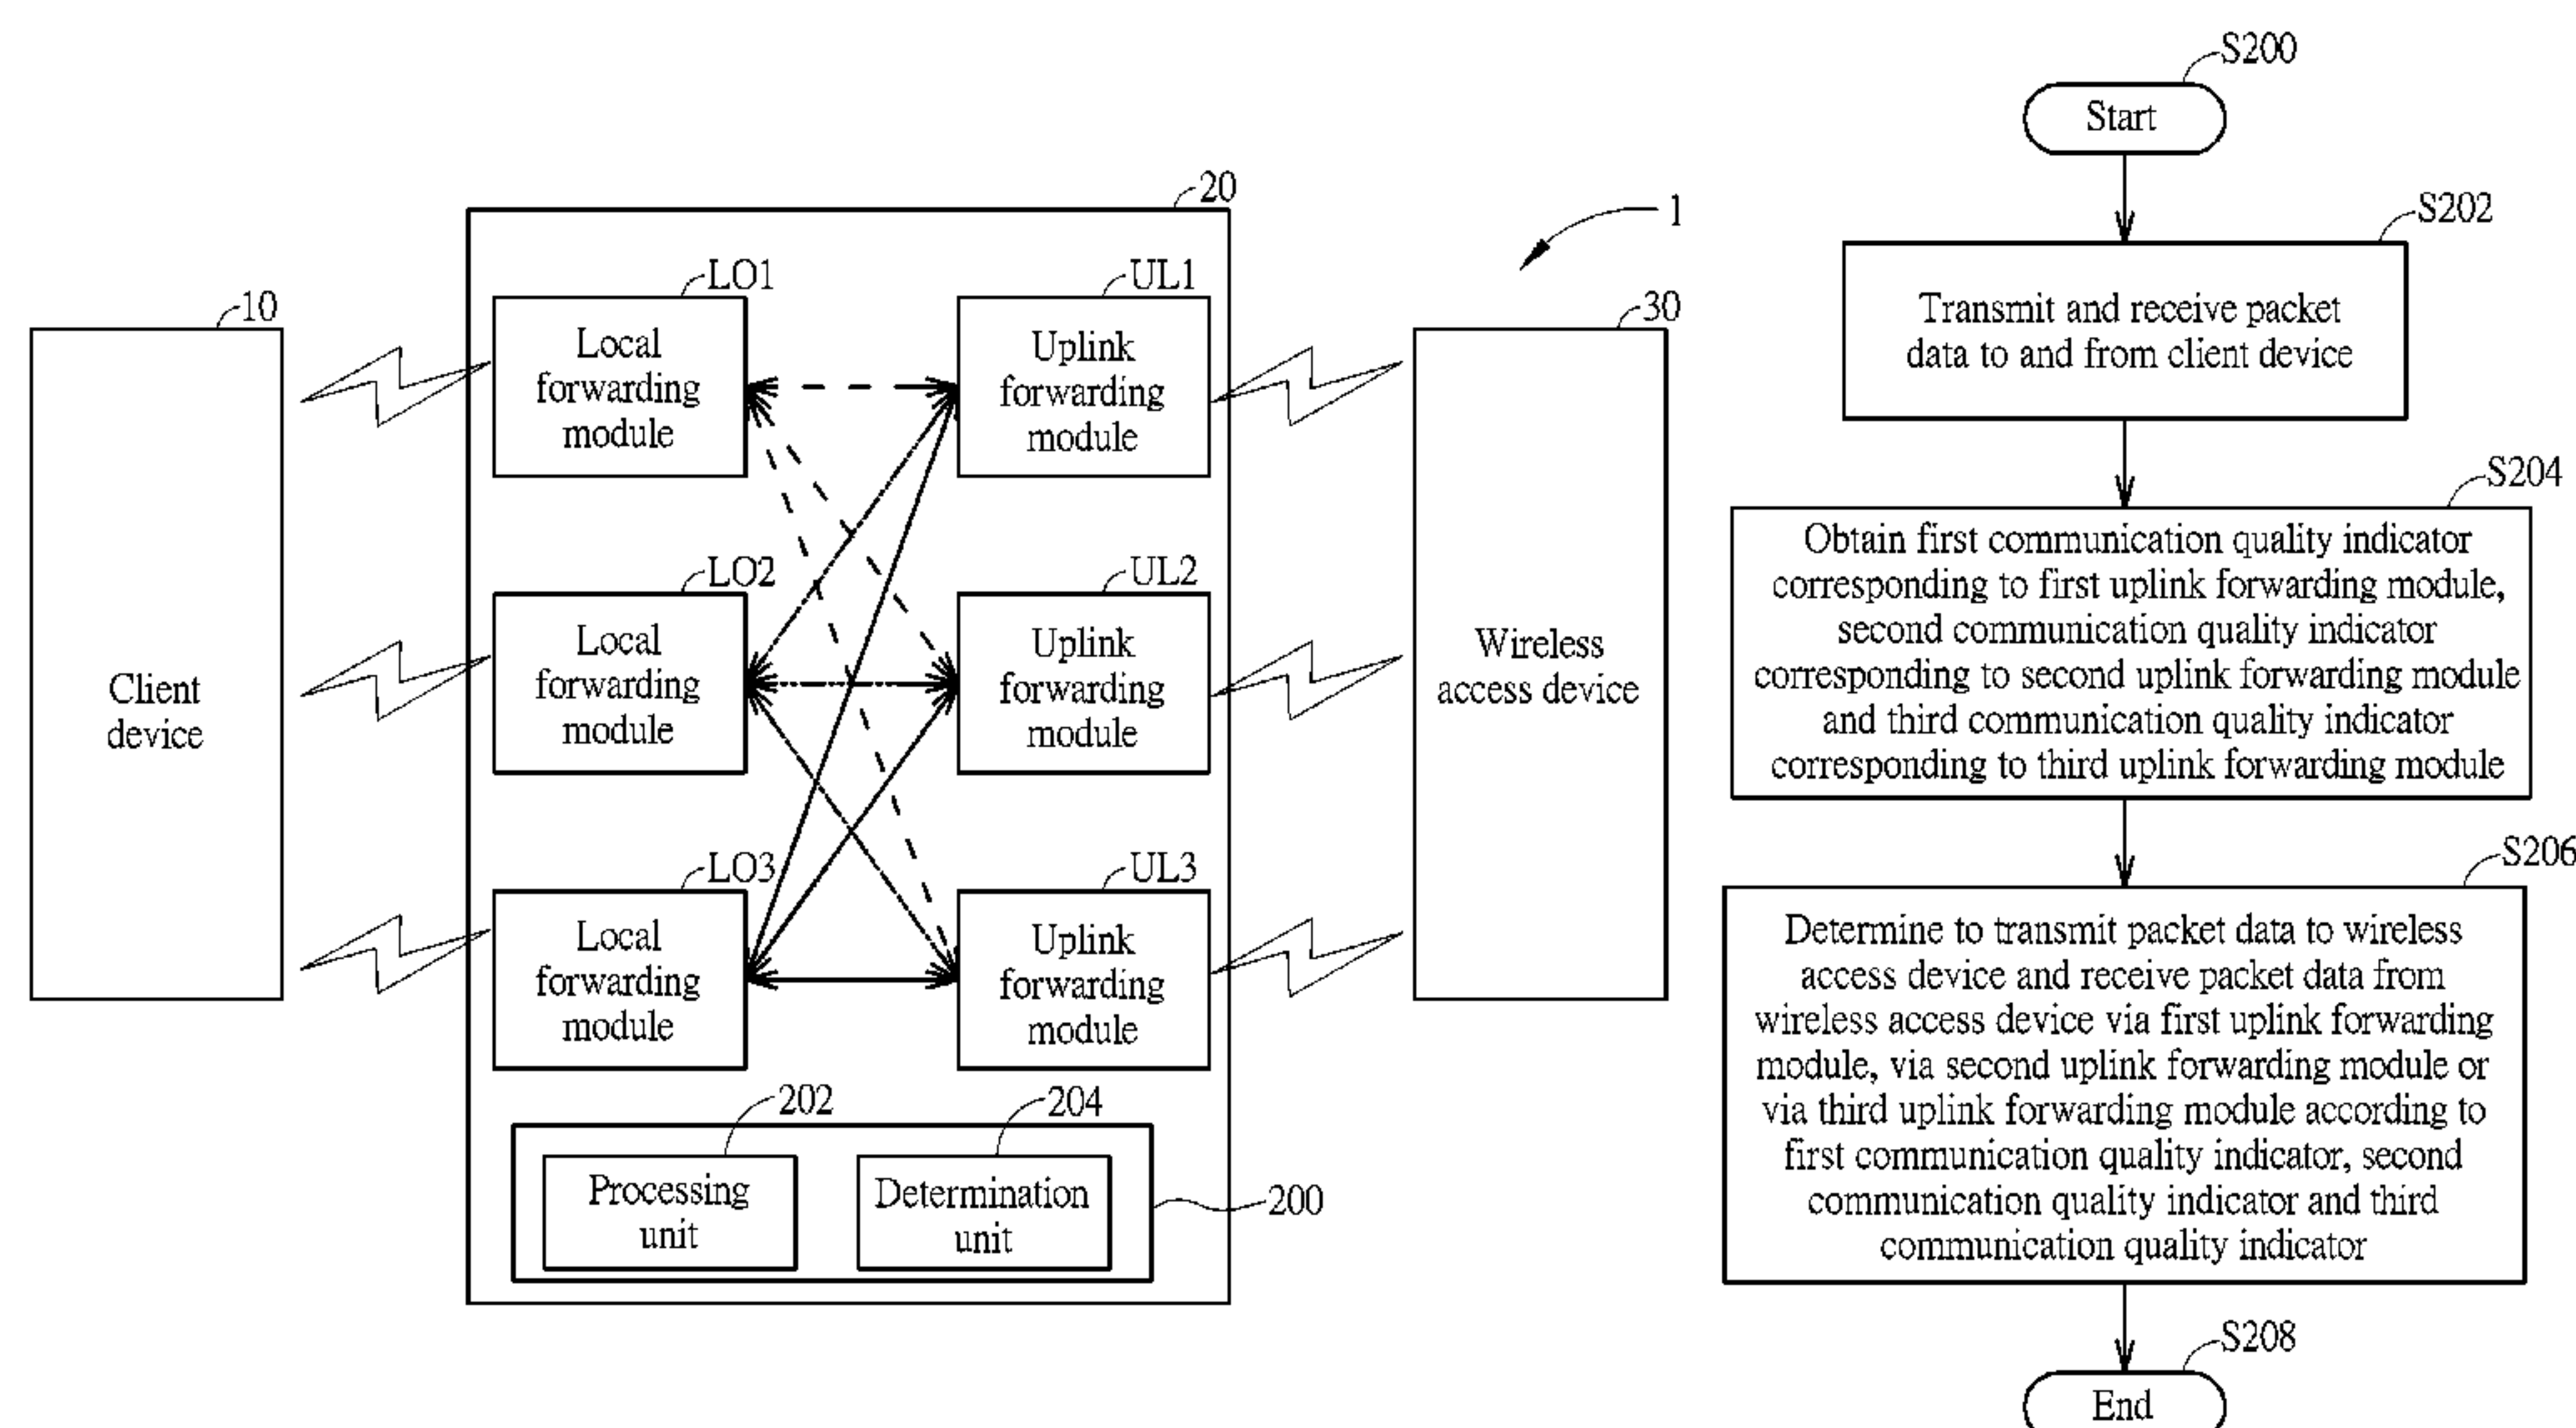 20
1
10
LO1
UL1
30
Client
device
Local
forwarding
module
Uplink
forwarding
module
LO2
UL2
Local
forwarding
module
Uplink
forwarding
module
Wireless
access device
LO3
UL3
Local
forwarding
module
Uplink
forwarding
module
202
204
Processing
unit
Determination
unit
200
S200
Start
S202
Transmit and receive packet
data to and from client device
S204
Obtain first communication quality indicator
corresponding to first uplink forwarding module,
second communication quality indicator
corresponding to second uplink forwarding module
and third communication quality indicator
corresponding to third uplink forwarding module
S206
Determine to transmit packet data to wireless
access device and receive packet data from
wireless access device via first uplink forwarding
module, via second uplink forwarding module or
via third uplink forwarding module according to
first communication quality indicator, second
communication quality indicator and third
communication quality indicator
S208
End